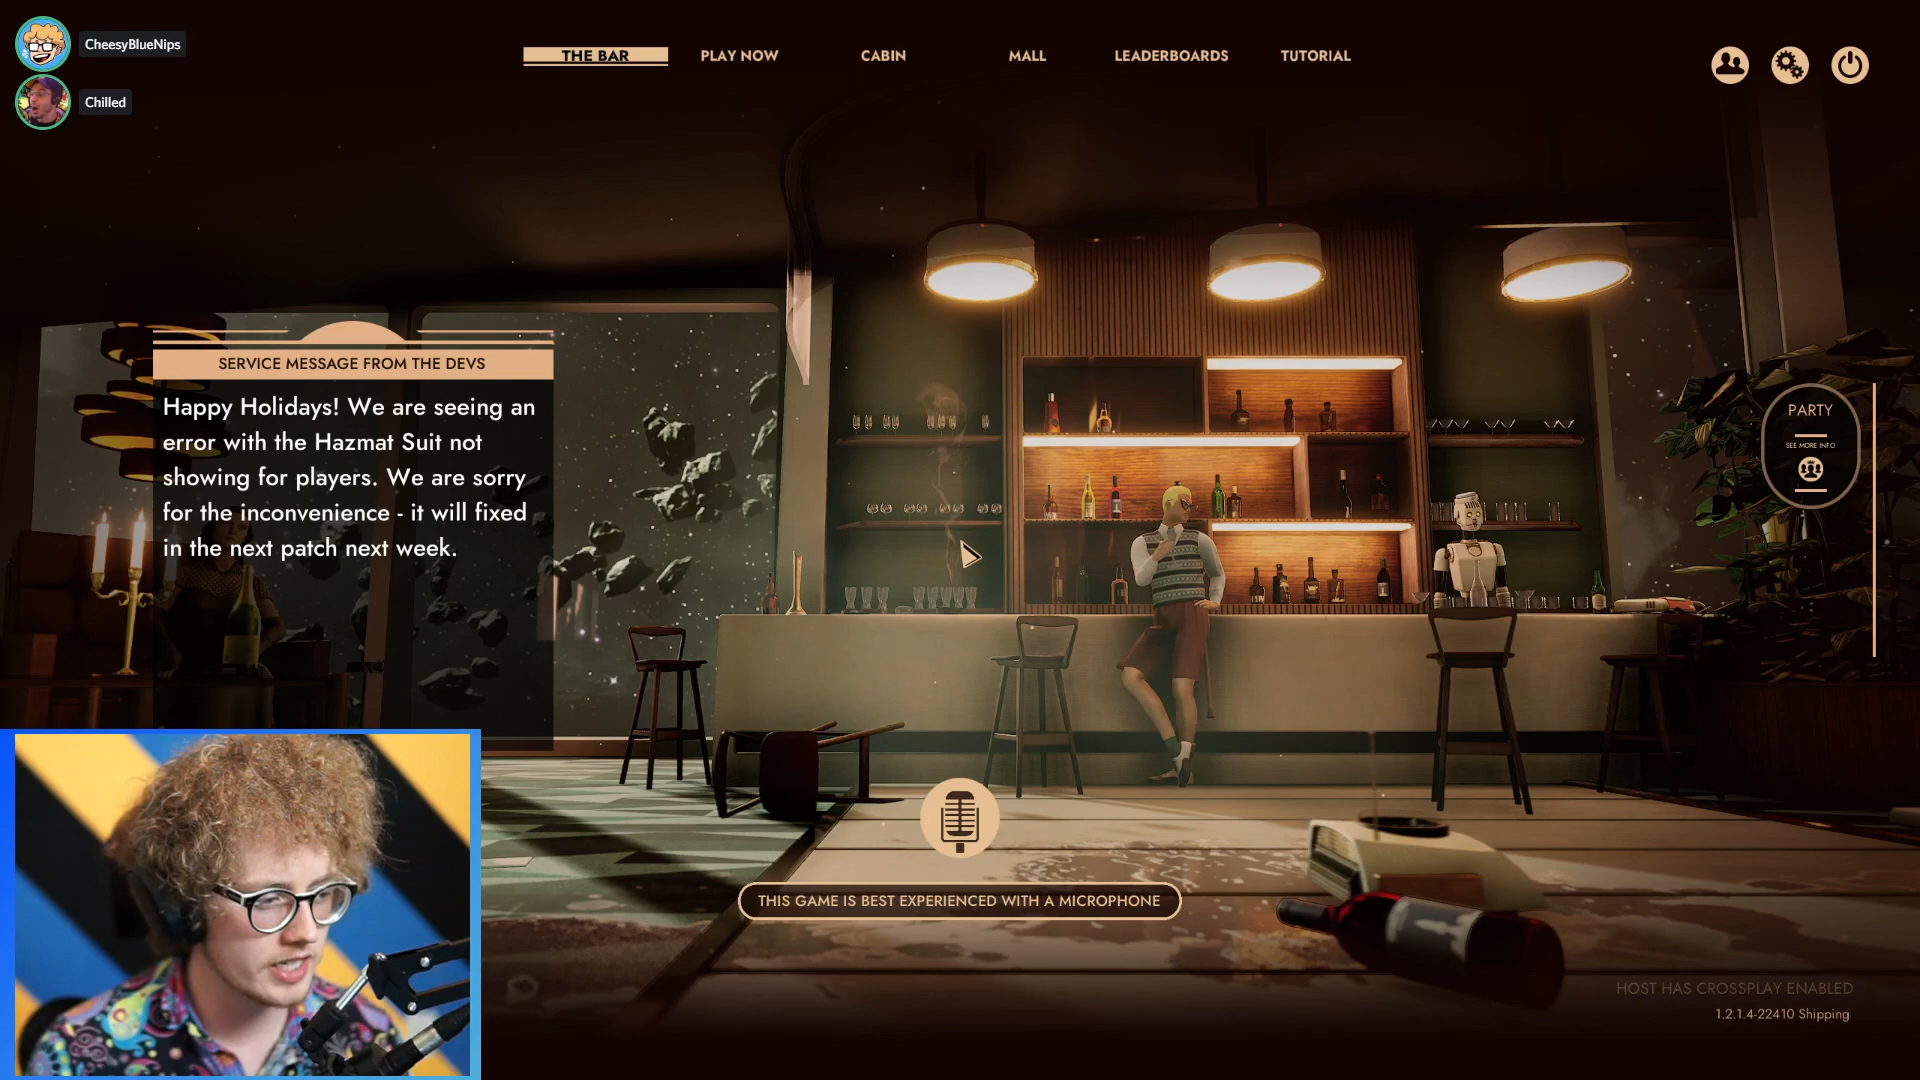 CheesyBlueNips
Chilled
THE BAR
PLAY NOW
CABIN
MALL
LEADERBOARDS
TUTORIAL
SERVICE MESSAGE FROM THE DEVS
Happy Holidays! We are seeing an
error with the Hazmat Suit not
showing for players. We are sorry
for the inconvenience - it will fixed
in the next patch next week.
PARTY
SEE MORE INFO
THIS GAME IS BEST EXPERIENCED WITH A MICROPHONE
HOST HAS CROSSPLAY ENABLED
1.2.1.4-22410 Shipping